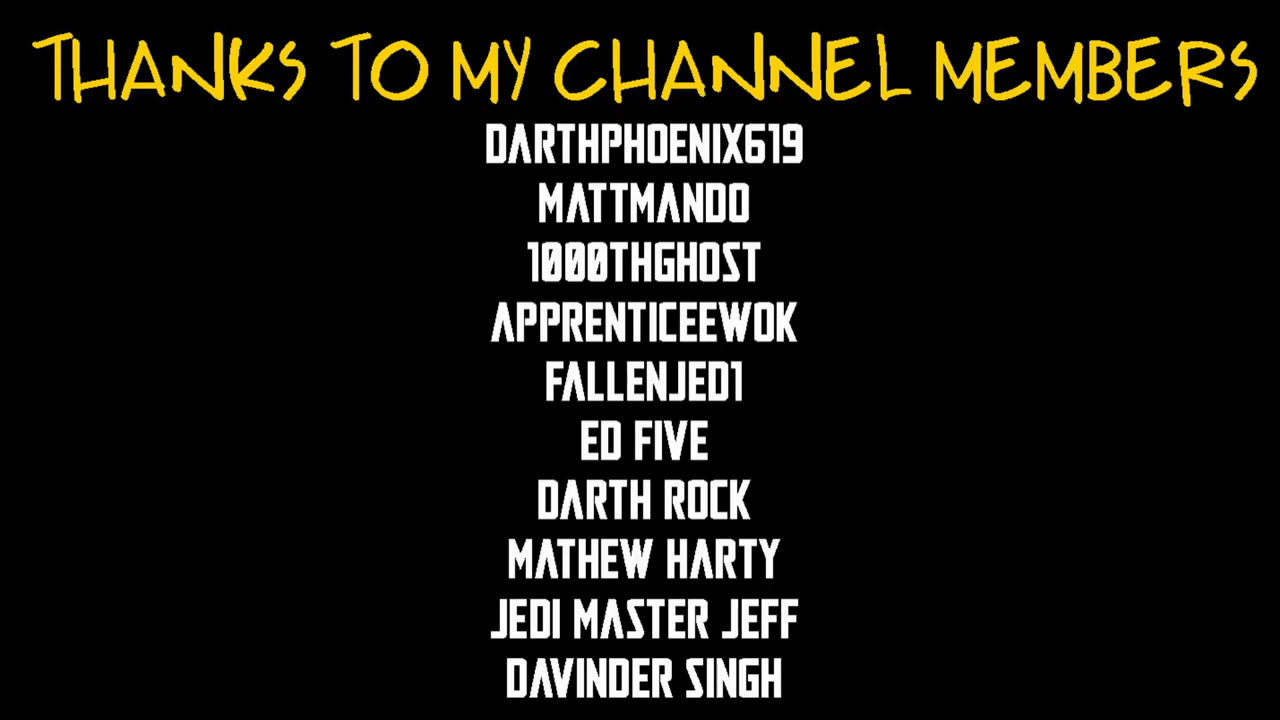 THANKS TO MY CHANNEL MEMBERS
DARTHPHOENIX619
MATTMANDO
1000THGHOST
APPRENTICEEWOK
FALLENJED1
ED FIVE
DARTH ROCK
MATHEW HARTY
JEDI MASTER JEFF
DAVINDER SINGH